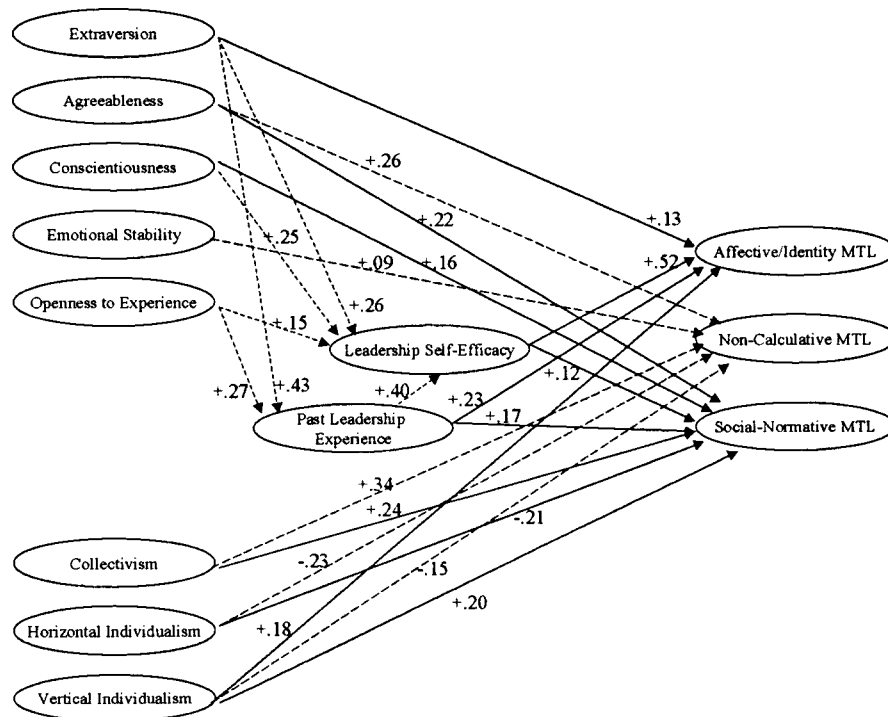 Extraversion
Agreeableness
+.26
Conscientiousness
+.22
+.13
Emotional Stability
+.25
+.09
+.16
+.52
Affective/Identity MTL
Openness to Experience
+.15
+.26
Leadership Self-Efficacy
Non-Calculative MTL
+.12
+.27
+.43
+.40
+.23
Past Leadership
Experience
+.17
Social-Normative MTL
+.34
+.24
-.21
Collectivism
-.23
-.15
+.20
Horizontal Individualism
+.18
Vertical Individualism